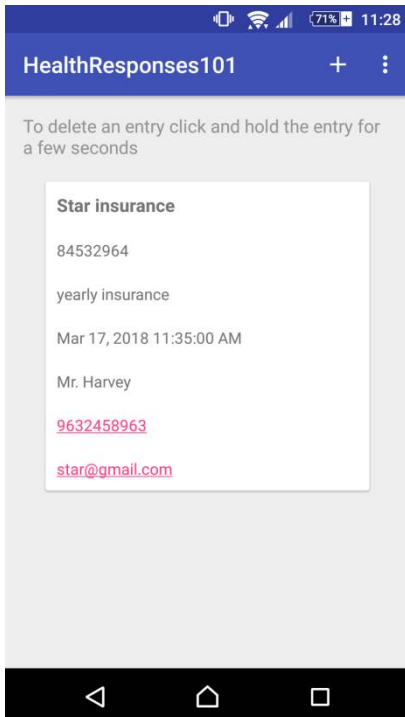 71% 11:28
HealthResponses101
To delete an entry click and hold the entry for
a few seconds
Star insurance
84532964
yearly insurance
Mar 17, 2018 11:35:00 AM
Mr. Harvey
9632458963
star@gmail.com